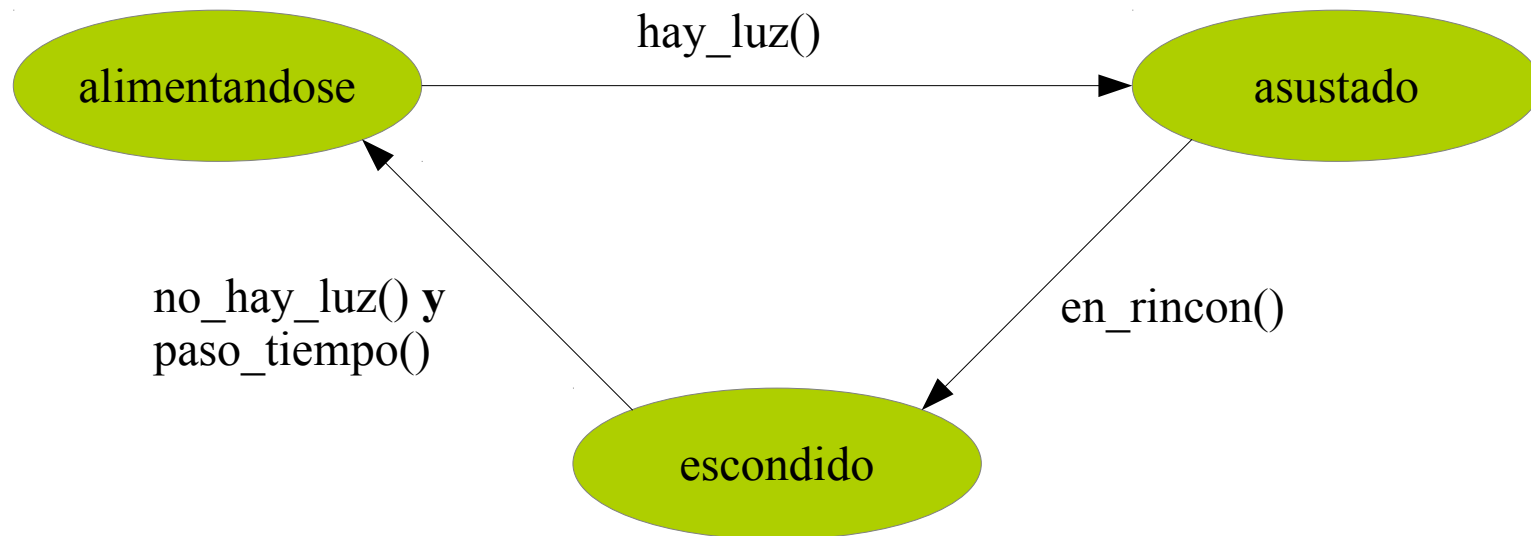 hay_luz()
alimentandose
asustado
no_hay_luz() y
paso_tiempo()
en_rincon()
escondido